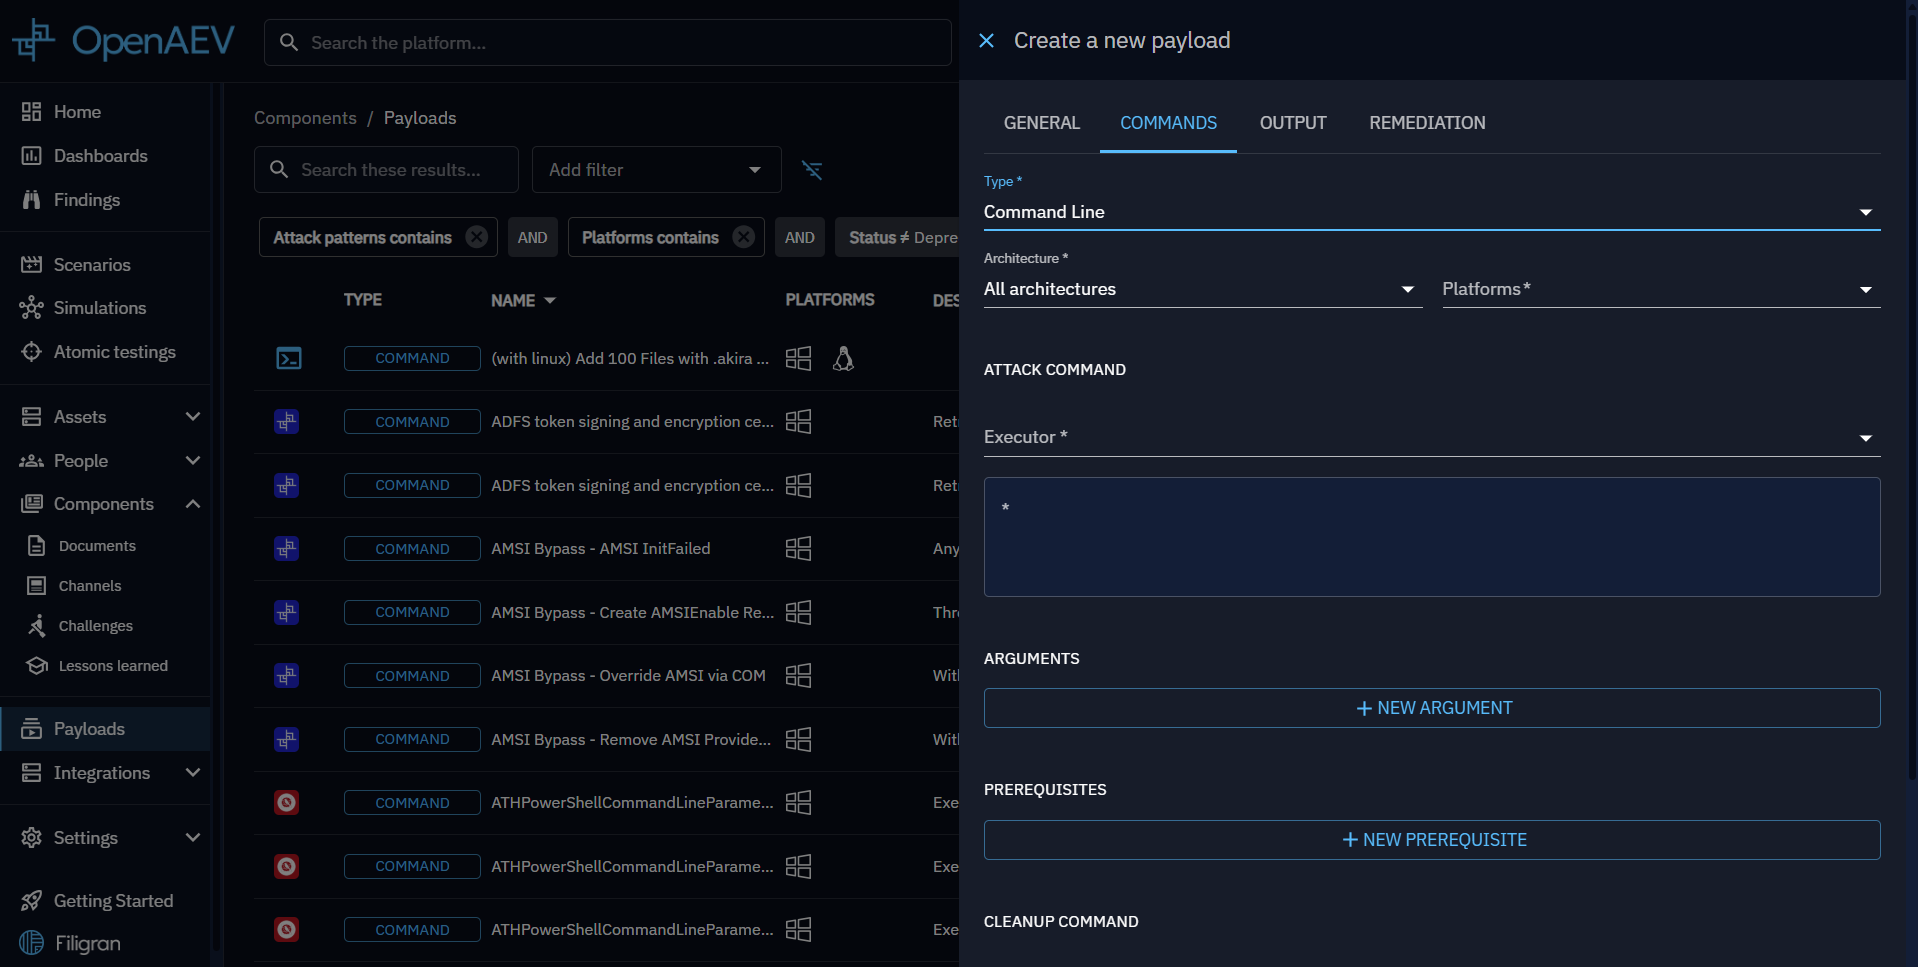 OpenAEV
Search the platform...
Home
Dashboards
Findings
Scenarios
Simulations
Atomic testings
Assets
People
Components
Documents
Channels
Challenges
Lessons learned
Payloads
Integrations
Settings
Getting Started
Filigran
Components / Payloads
Search these results...
Add filter
Attack patterns contains AND Platforms contains AND Status ≠ Depre
TYPE NAME PLATFORMS DES
COMMAND (with linux) Add 100 Files with .akira ...
COMMAND ADFS token signing and encryption ce... Ret
COMMAND ADFS token signing and encryption ce... Ret
COMMAND AMSI Bypass - AMSI InitFailed Any
COMMAND AMSI Bypass - Create AMSIEnable Re... Thr
COMMAND AMSI Bypass - Override AMSI via COM Wit
COMMAND AMSI Bypass - Remove AMSI Provide... Wit
COMMAND ATHPowerShellCommandLineParame... Exe
COMMAND ATHPowerShellCommandLineParame... Exe
COMMAND ATHPowerShellCommandLineParame... Exe
Create a new payload
GENERAL COMMANDS OUTPUT REMEDIATION
Type *
Command Line
Architecture *
All architectures
Platforms *
ATTACK COMMAND
Executor *
*
ARGUMENTS
+ NEW ARGUMENT
PREREQUISITES
+ NEW PREREQUISITE
CLEANUP COMMAND